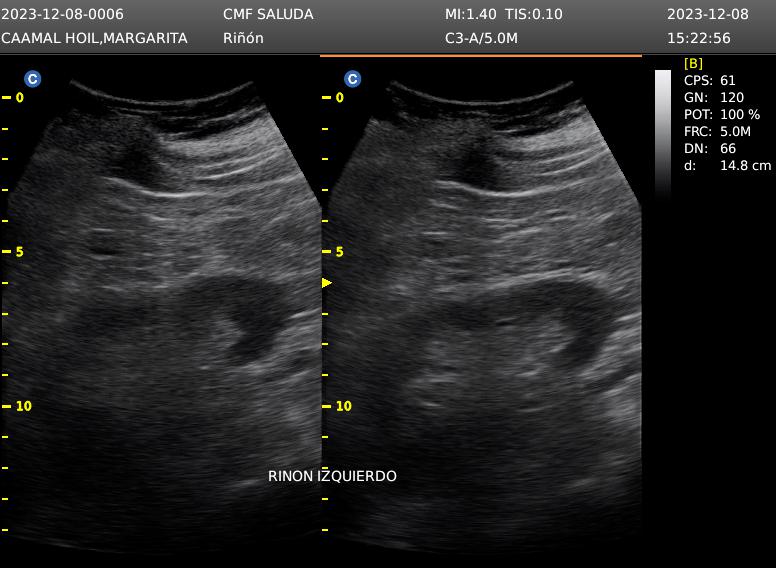 2023-12-08-0006 CMF SALUDA MI:1.40 TIS:0.10 2023-12-08
CAAMAL HOIL,MARGARITA Riñón C3-A/5.0M 15:22:56
C C
[B]
0 0
CPS: 61
GN: 120
POT: 100 %
FRC: 5.0M
DN: 66
d: 14.8 cm
5 5
10 10
RINON IZQUIERDO